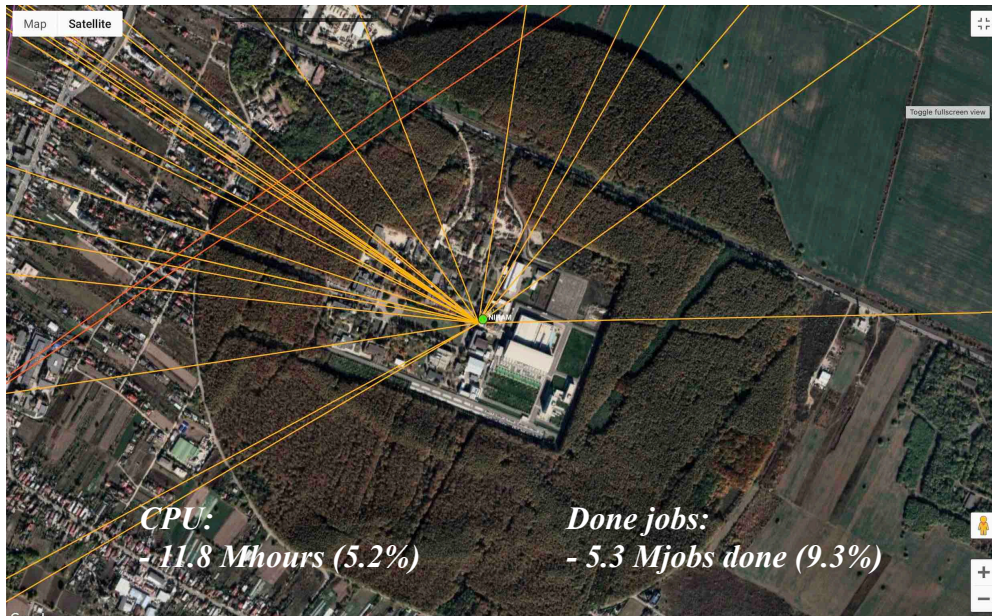 Map Satellite
Toggle fullscreen view
CPU:
- 11.8 Mhours (5.2%)
Done jobs:
- 5.3 Mjobs done (9.3%)